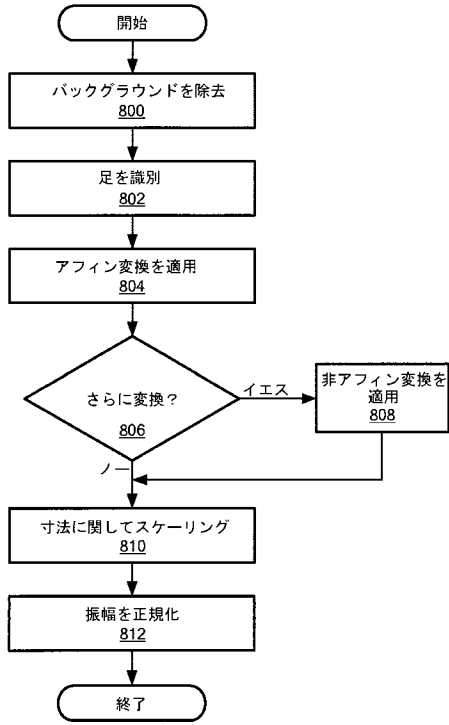 開始
バックグラウンドを除去
800
足を識別
802
アフィン変換を適用
804
さらに変換?
806
イエス
非アフィン変換を
適用
808
ノー
寸法に関してスケーリング
810
振幅を正規化
812
終了